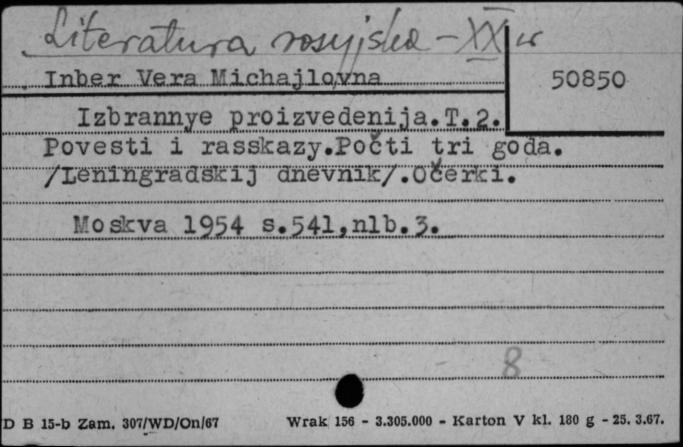 Literatura rosyjska - XX w
Inber Vera Michajlovna
50850
Izbrannye proizvedenija.T.2.
Povesti i rasskazy.Počti tri goda.
/Leningradskij dnevnik/.Očerki.
Moskva 1954 s.541,nlb.3.
8
D B 15-b Zam. 307/WD/On/67 Wrak 156 - 3.305.000 - Karton V kl. 180 g - 25. 3.67.